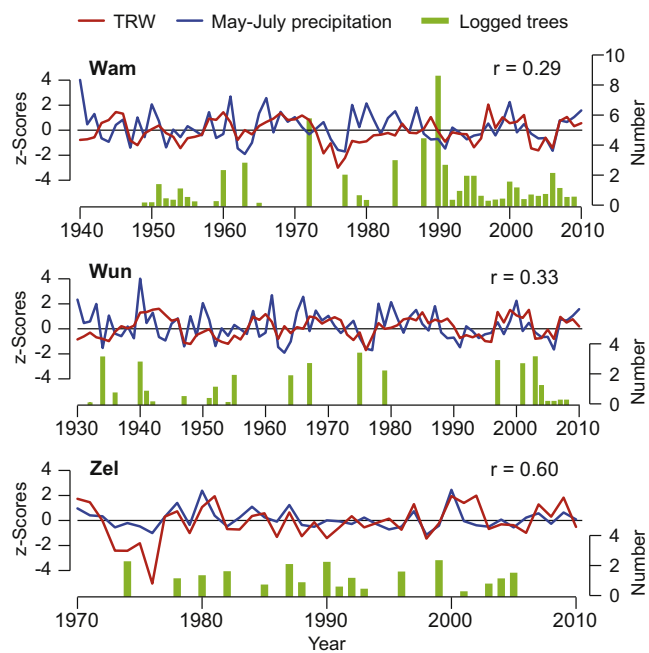 TRW May-July precipitation Logged trees
Wam r = 0.29
z-Scores
4
2
0
-2
-4
Number
10
8
6
4
2
0
1940 1950 1960 1970 1980 1990 2000 2010
Wun r = 0.33
z-Scores
4
2
0
-2
-4
Number
4
2
0
1930 1940 1950 1960 1970 1980 1990 2000 2010
Zel r = 0.60
z-Scores
4
2
0
-2
-4
Number
4
2
0
1970 1980 1990 2000 2010
Year